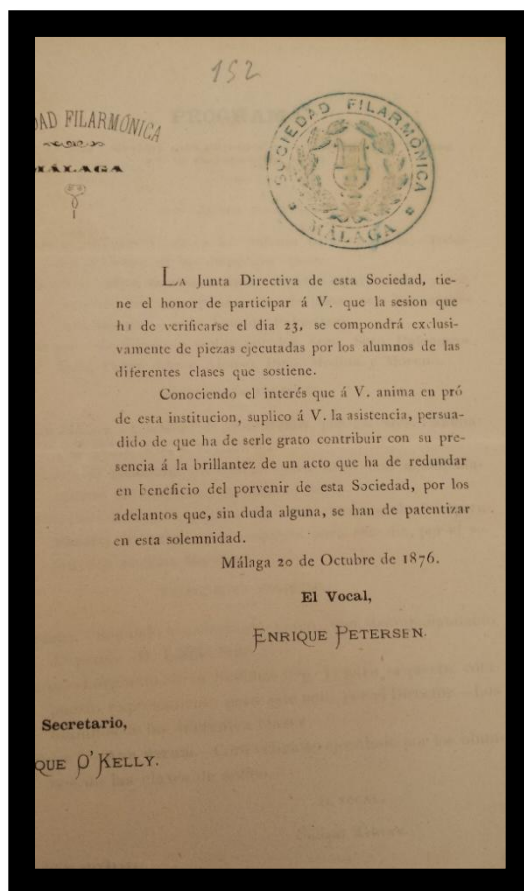 152
DAD FILARMÓNICA
MÁLAGA
SOCIEDAD FILARMÓNICA
MÁLAGA
LA Junta Directiva de esta Sociedad, tie-
ne el honor de participar á V. que la sesion que
ha de verificarse el dia 23, se compondrá exclusi-
vamente de piezas ejecutadas por los alumnos de las
diferentes clases que sostiene.
Conociendo el interés que á V. anima en pró
de esta institucion, suplico á V. la asistencia, persua-
dido de que ha de serle grato contribuir con su pre-
sencia á la brillantez de un acto que ha de redundar
en beneficio del porvenir de esta Sociedad, por los
adelantos que, sin duda alguna, se han de patentizar
en esta solemnidad.
Málaga 20 de Octubre de 1876.
El Vocal,
ENRIQUE PETERSEN.
Secretario,
QUE O'KELLY.